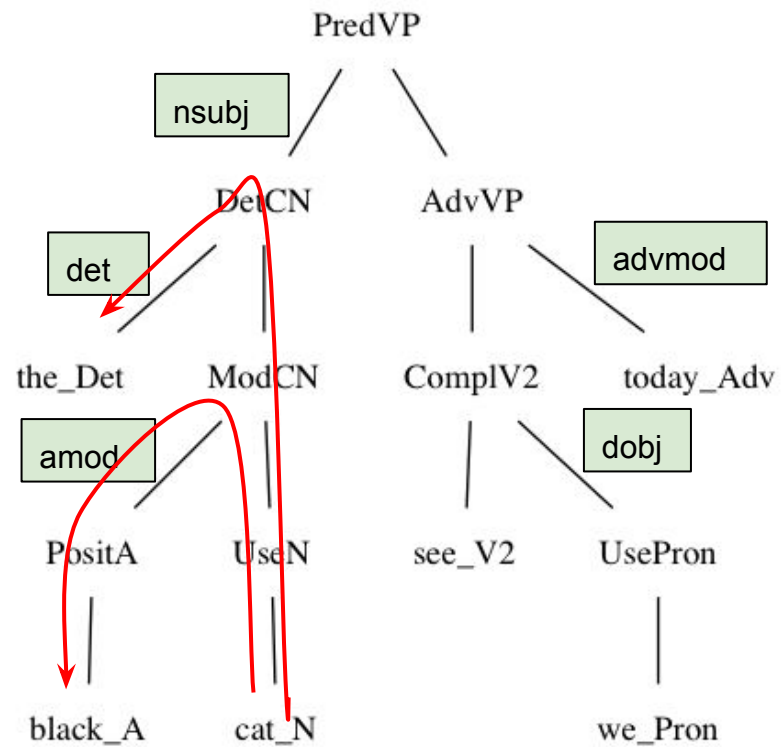 PredVP
nsubj
DetCN AdvVP
det advmod
the_Det ModCN ComplV2 today_Adv
amod dobj
PositA UseN see_V2 UsePron
black_A cat_N we_Pron